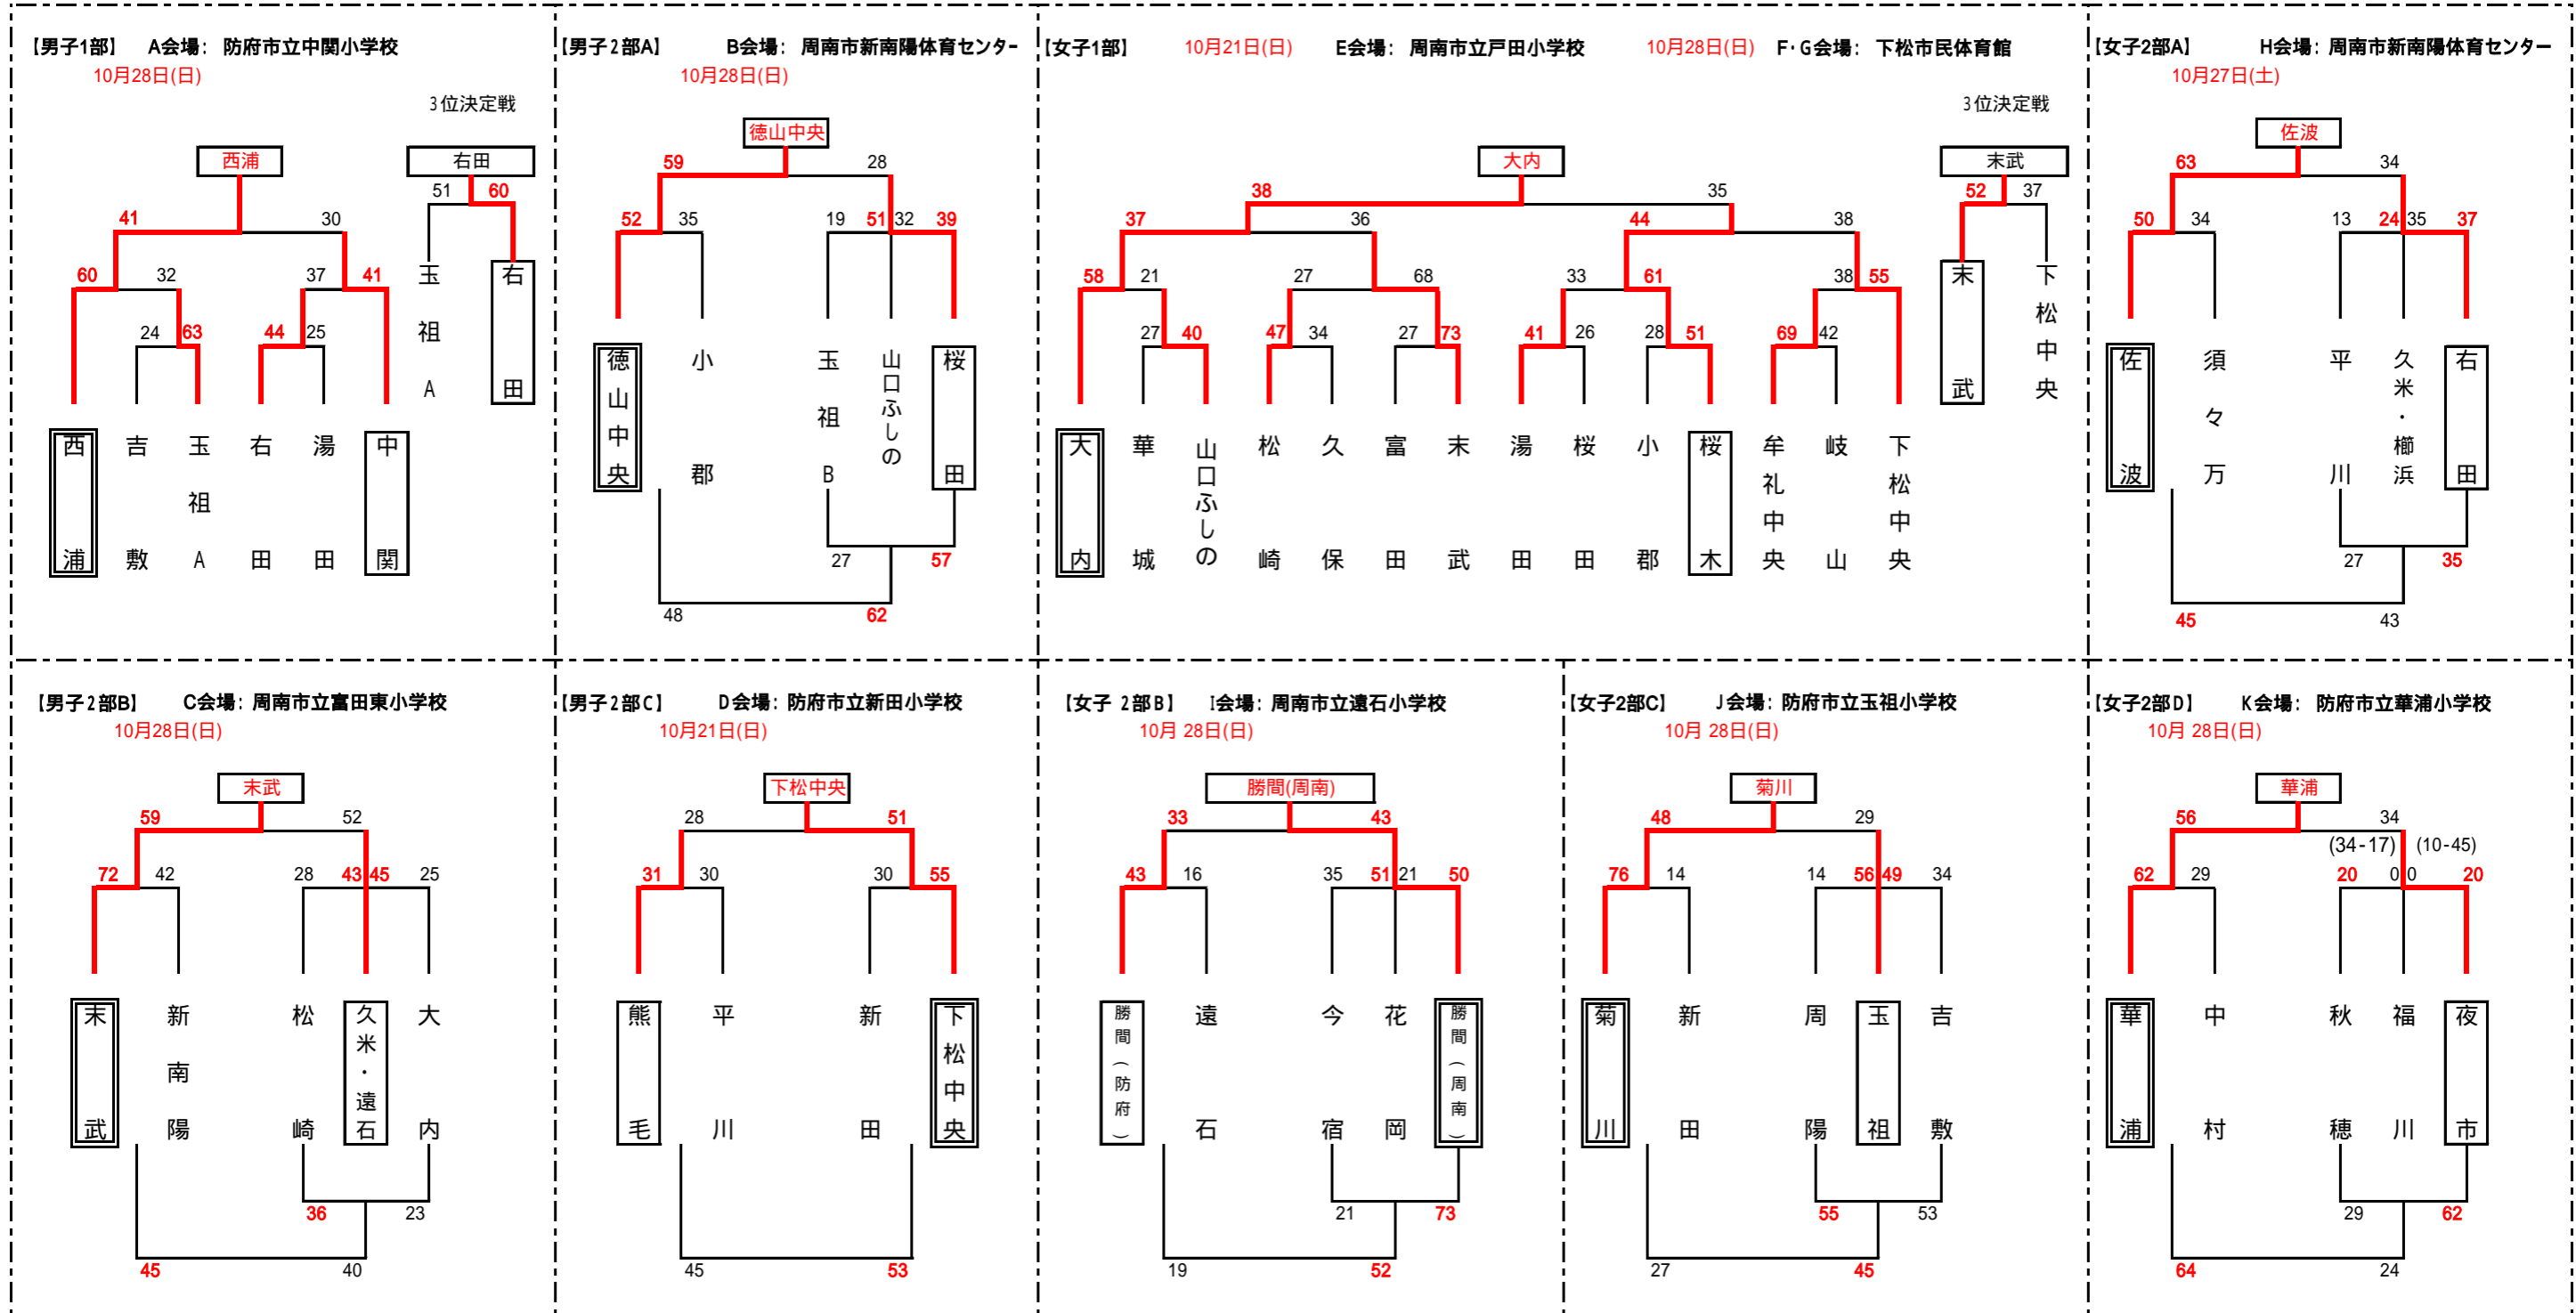 【男子1部】 A会場: 防府市立中関小学校
10月28日(日)
3位決定戦
西浦
右田
51 60
41 30
60 32 37 41
24 63 44 25
玉祖A
右田
西浦
吉敷
玉祖A
右田
湯田
中関
【男子2部A】 B会場: 周南市新南陽体育センター
10月28日(日)
徳山中央
59 28
52 35 19 51 32 39
徳山中央
小郡
玉祖B
山口ふしの
桜田
27 57
48 62
【女子1部】 10月21日(日) E会場: 周南市立戸田小学校 10月28日(日) F・G会場: 下松市民体育館
3位決定戦
大内
末武
38 35
52 37
37 36 44 38
58 21 27 68 33 61 38 55
27 40 47 34 27 73 41 26 28 51 69 42
末武
下松中央
大内
華城
山口ふしの
松崎
久保
富田
末武
湯田
桜田
小郡
桜木
牟礼中央
岐山
下松中央
【女子2部A】 H会場: 周南市新南陽体育センター
10月27日(土)
佐波
63 34
50 34 13 24 35 37
佐波
須々万
平川
久米・櫛浜
右田
27 35
45 43
【男子2部B】 C会場: 周南市立富田東小学校
10月28日(日)
末武
59 52
72 42 28 43 45 25
末武
新南陽
松崎
久米・遠石
大内
36 23
45 40
【男子2部C】 D会場: 防府市立新田小学校
10月21日(日)
下松中央
28 51
31 30 30 55
熊毛
平川
新田
下松中央
45 53
【女子 2部B】 I会場: 周南市立遠石小学校
10月 28日(日)
勝間(周南)
33 43
43 16 35 51 21 50
勝間(防府)
遠石
今宿
花岡
勝間(周南)
21 73
19 52
【女子2部C】 J会場: 防府市立玉祖小学校
10月 28日(日)
菊川
48 29
76 14 14 56 49 34
菊川
新田
周陽
玉祖
吉敷
55 53
27 45
【女子2部D】 K会場: 防府市立華浦小学校
10月 28日(日)
華浦
56 34
(34-17) (10-45)
62 29 20 0 0 20
華浦
中村
秋穂
福川
夜市
29 62
64 24